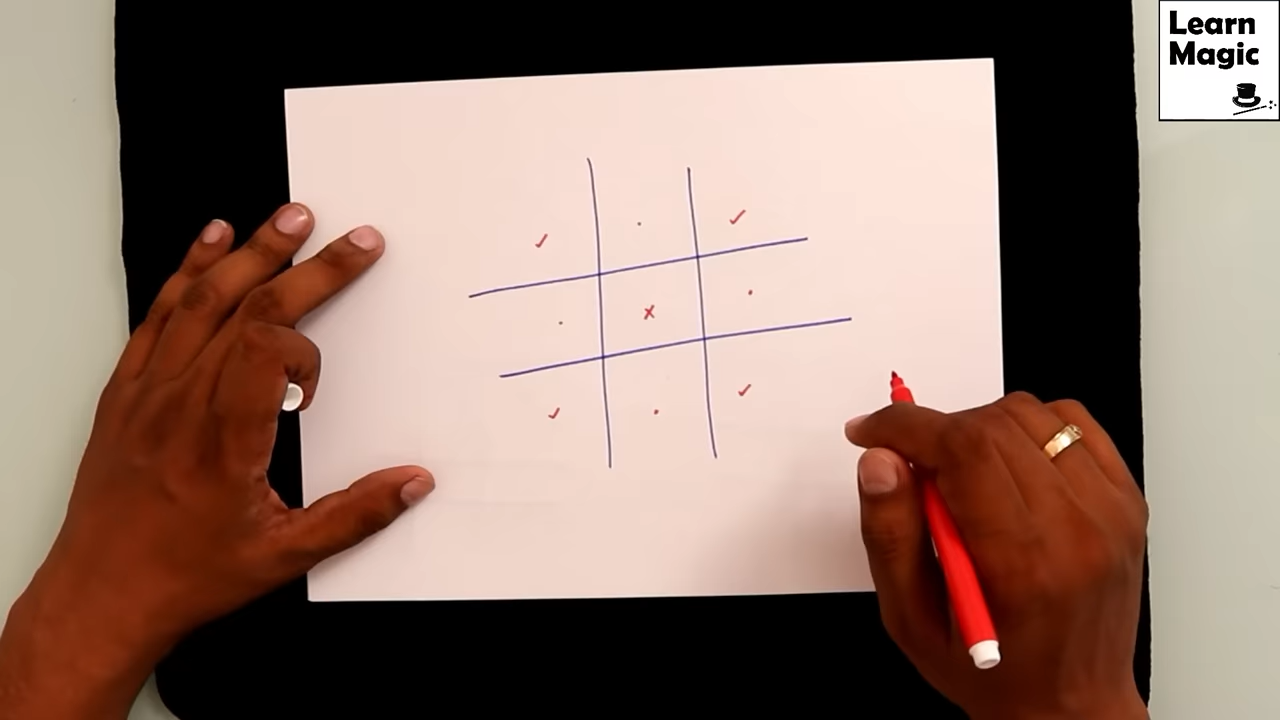 Learn
Magic
✓ · ✓
· x ·
✓ · ✓